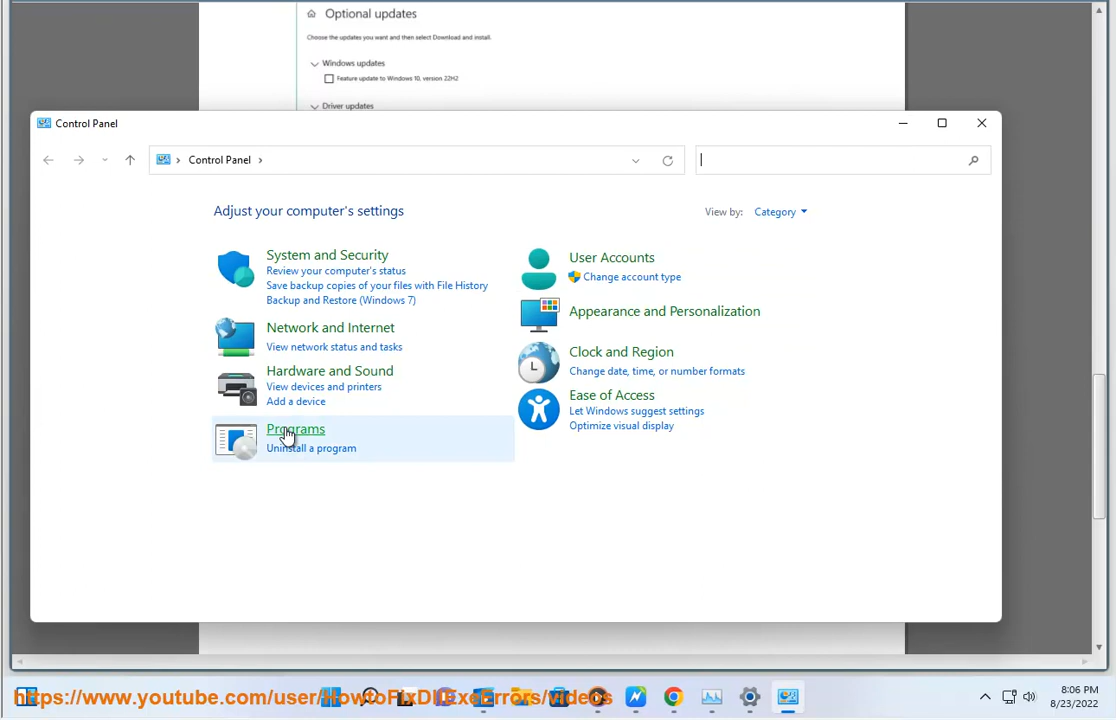 Optional updates
Choose the updates you want and then select Download and install.
Windows updates
Feature update to Windows 10, version 22H2
Driver updates
Control Panel
Control Panel
Adjust your computer's settings
View by: Category
System and Security
Review your computer's status
Save backup copies of your files with File History
Backup and Restore (Windows 7)
Network and Internet
View network status and tasks
Hardware and Sound
View devices and printers
Add a device
Programs
Uninstall a program
User Accounts
Change account type
Appearance and Personalization
Clock and Region
Change date, time, or number formats
Ease of Access
Let Windows suggest settings
Optimize visual display
https://www.youtube.com/user/HowtoFixDllExeErrors/videos
8:06 PM
8/23/2022